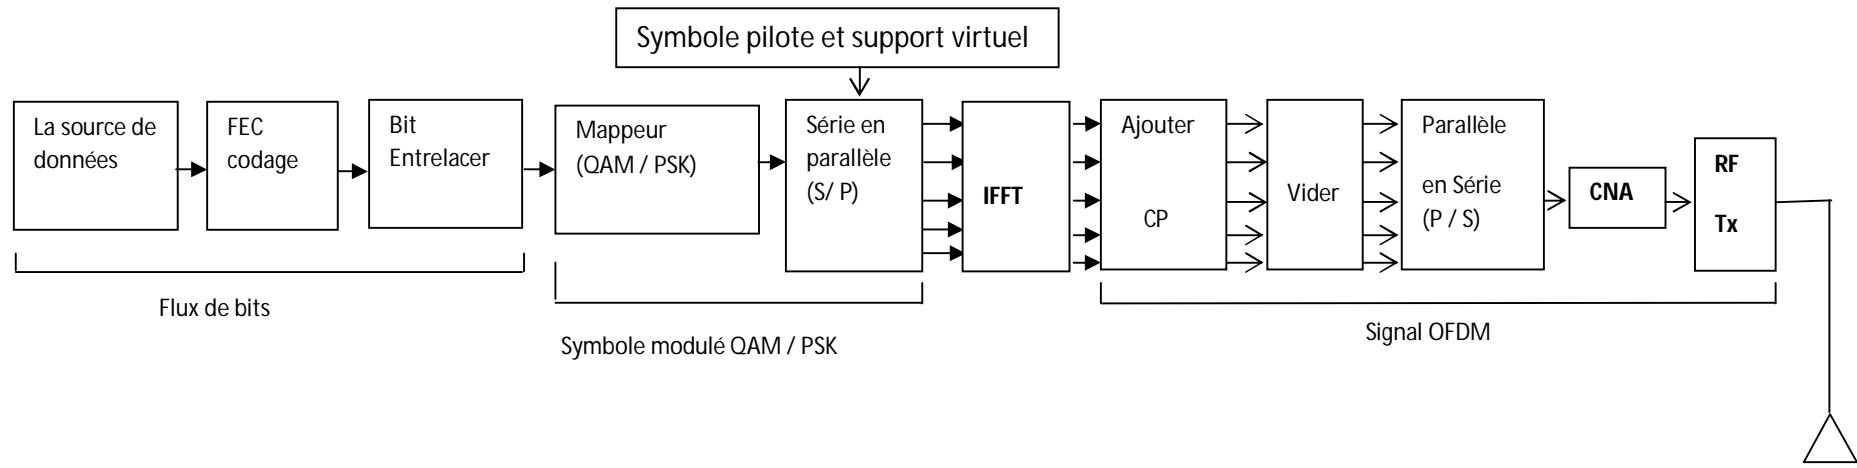 Symbole pilote et support virtuel
La source de
données
FEC
codage
Bit
Entrelacer
Mappeur
(QAM / PSK)
Série en
parallèle
(S/ P)
IFFT
Ajouter
CP
Vider
Parallèle
en Série
(P / S)
CNA
RF
Tx
Flux de bits
Symbole modulé QAM / PSK
Signal OFDM